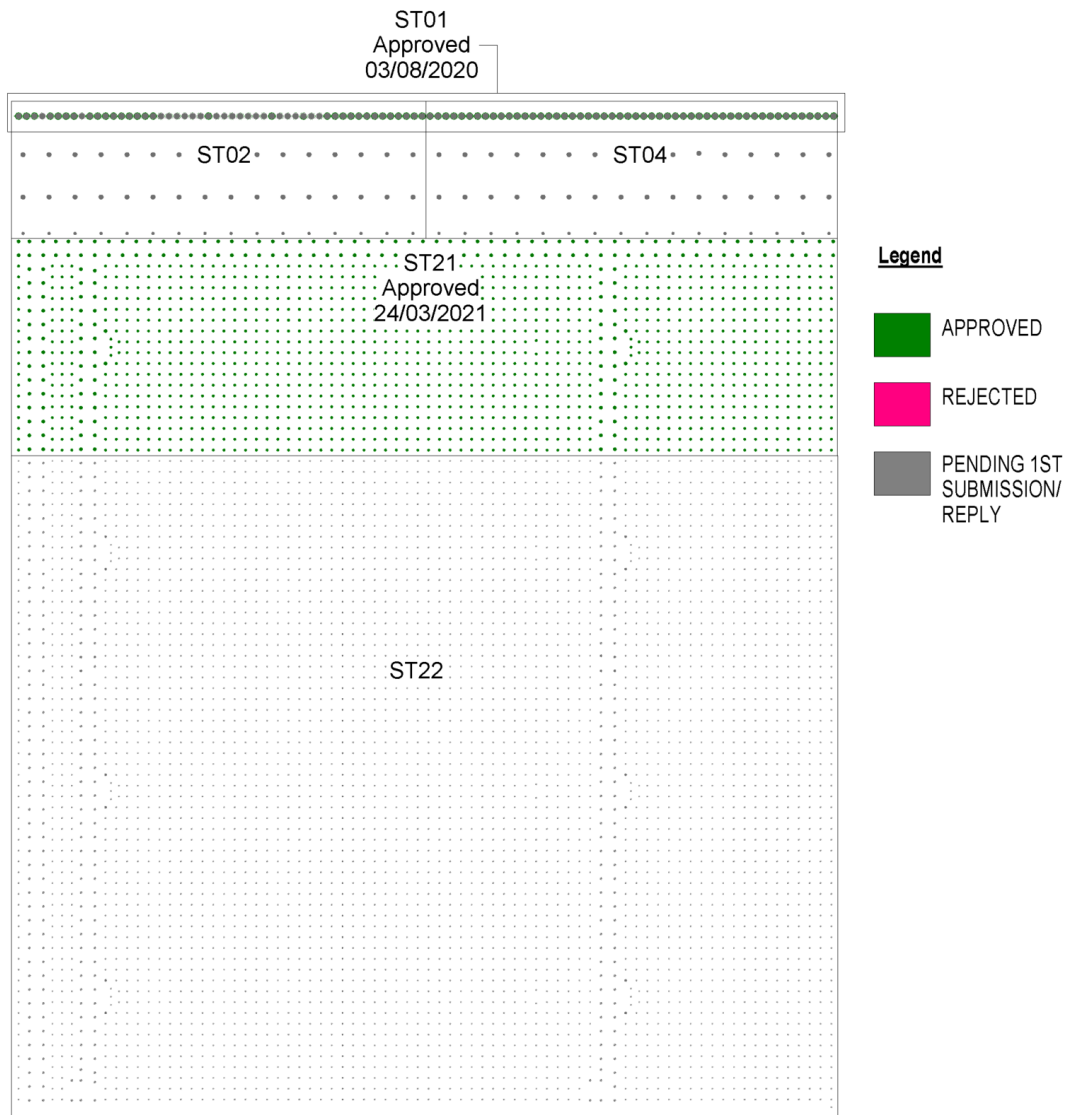 ST01
Approved
03/08/2020
ST02
ST04
ST21
Approved
24/03/2021
ST22
Legend
APPROVED
REJECTED
PENDING 1ST
SUBMISSION/
REPLY